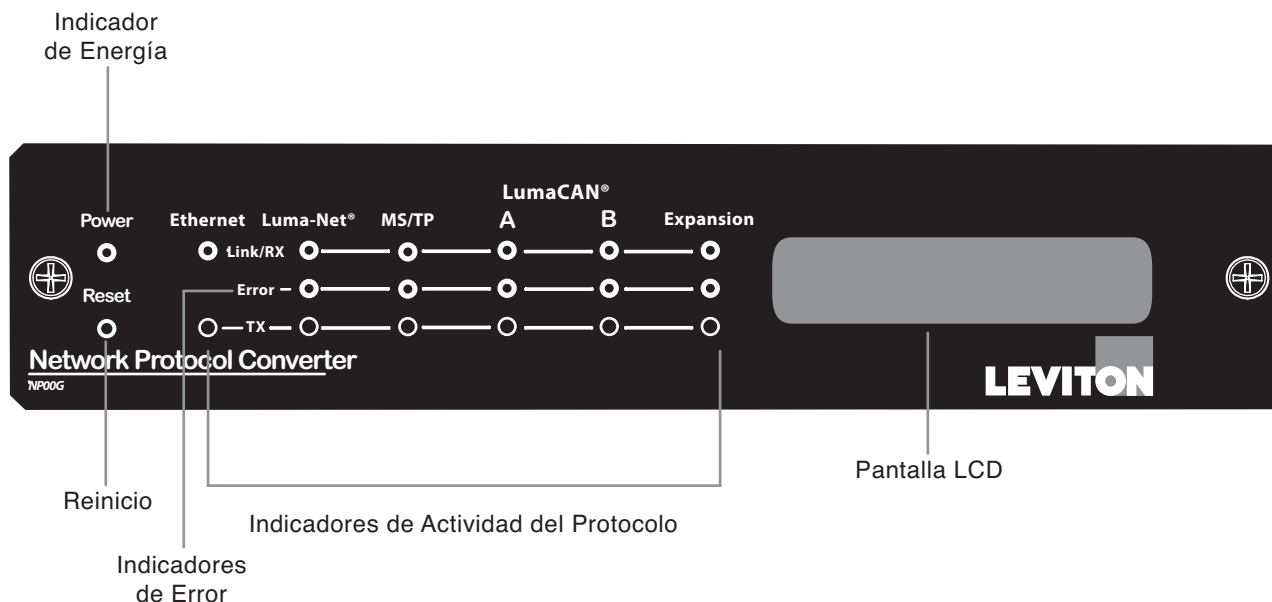 Indicador
de Energía
LumaCAN®
Power Ethernet Luma-Net® MS/TP A B Expansion
Link/RX
Reset Error
TX
Network Protocol Converter
NP00G
LEVITON
Pantalla LCD
Reinicio
Indicadores de Actividad del Protocolo
Indicadores
de Error